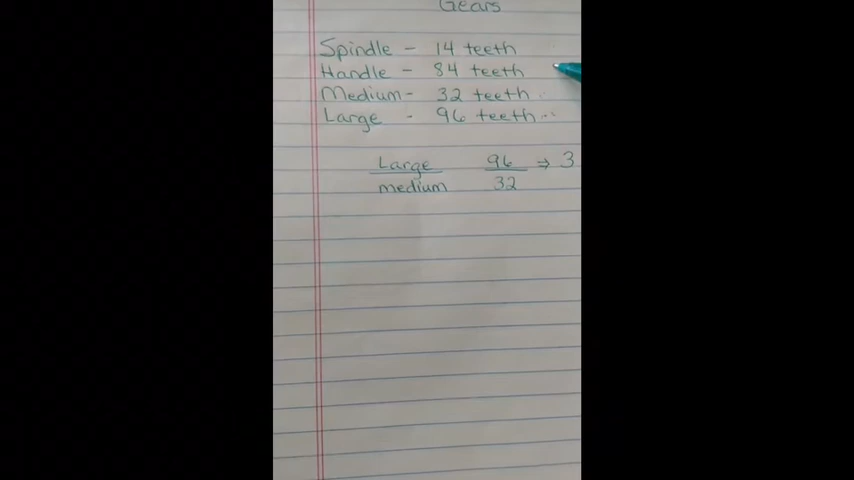 Gears
Spindle - 14 teeth
Handle - 84 teeth
Medium - 32 teeth
Large - 96 teeth
Large 96 ⇒ 3
medium 32